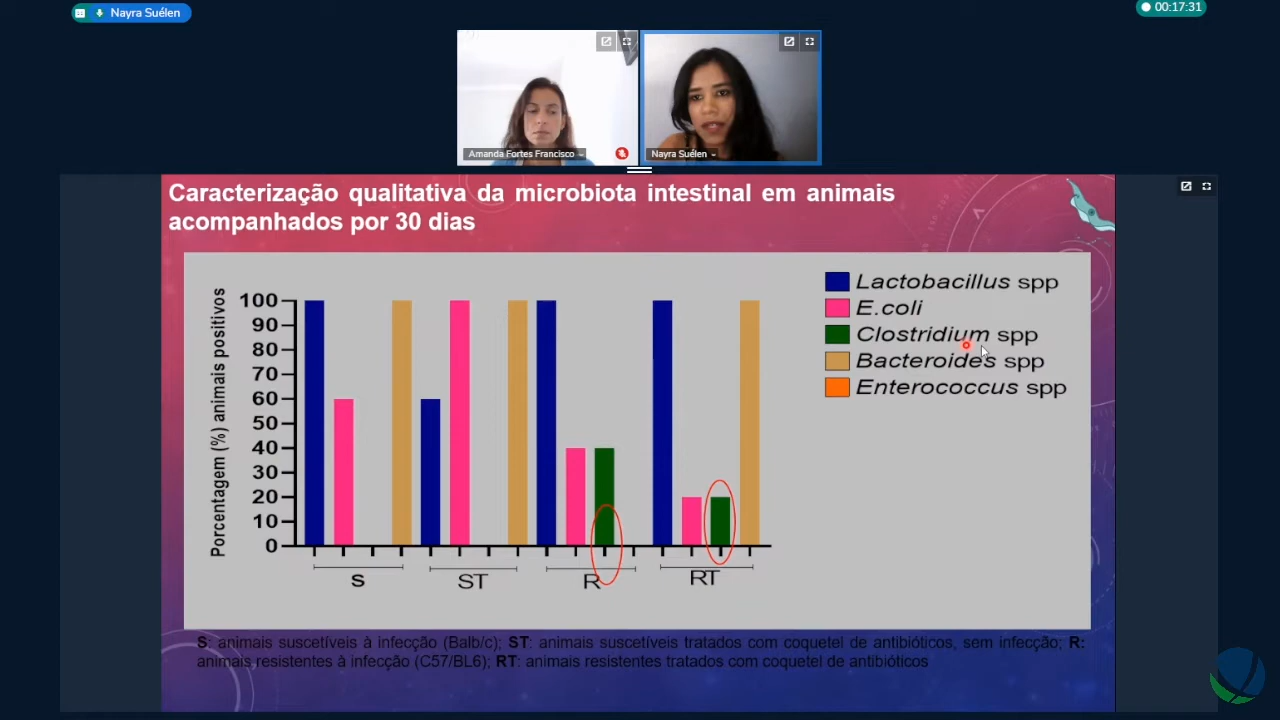 Nayra Suélen
00:17:31
Amanda Fortes Francisco
Nayra Suélen
Caracterização qualitativa da microbiota intestinal em animais
acompanhados por 30 dias
Porcentagem (%) animais positivos
100
90
80
70
60
50
40
30
20
10
0
S
ST
R
RT
Lactobacillus spp
E.coli
Clostridium spp
Bacteroides spp
Enterococcus spp
S: animais suscetíveis à infecção (Balb/c); ST: animais suscetíveis tratados com coquetel de antibióticos, sem infecção; R:
animais resistentes à infecção (C57/BL6); RT: animais resistentes tratados com coquetel de antibióticos